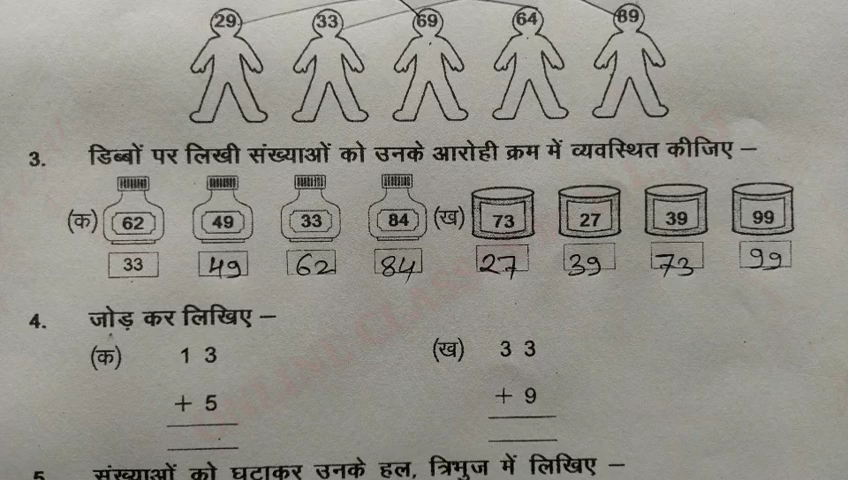 29 33 69 64 89
3. डिब्बों पर लिखी संख्याओं को उनके आरोही क्रम में व्यवस्थित कीजिए –
(क) 62 49 33 84 (ख) 73 27 39 99
33 49 62 84 27 39 73 99
4. जोड़ कर लिखिए –
(क) 1 3 (ख) 3 3
+ 5 + 9
5 संख्याओं को घटाकर उनके हल, त्रिभुज में लिखिए –